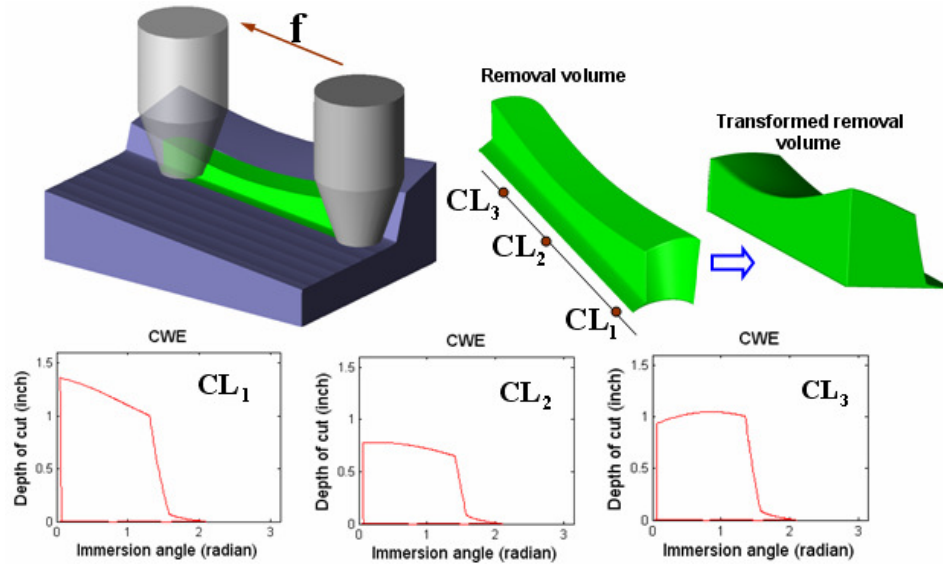 f
Removal volume
Transformed removal
volume
CL3
CL2
CL1
CWE
CL1
Depth of cut (inch)
1.5
1
0.5
0
0
1
2
3
Immersion angle (radian)
CWE
CL2
Depth of cut (inch)
1.5
1
0.5
0
0
1
2
3
Immersion angle (radian)
CWE
CL3
Depth of cut (inch)
1.5
1
0.5
0
0
1
2
3
Immersion angle (radian)